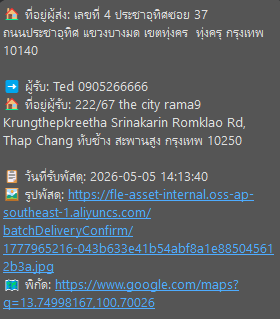 🏠 ที่อยู่ผู้ส่ง: เลขที่ 4 ประชาอุทิศซอย 37
ถนนประชาอุทิศ แขวงบางมด เขตทุ่งคร  ทุ่งครุ กรุงเทพ
10140
➡️ ผู้รับ: Ted 0905266666
🏠 ที่อยู่ผู้รับ: 222/67 the city rama9
Krungthepkreetha Srinakarin Romklao Rd,
Thap Chang ทับช้าง สะพานสูง กรุงเทพ 10250
📋 วันที่รับพัสดุ: 2026-05-05 14:13:40
🖼️ รูปพัสดุ: https://fle-asset-internal.oss-ap-
southeast-1.aliyuncs.com/
batchDeliveryConfirm/
1777965216-043b633e41b54abf8a1e88504561
2b3a.jpg
🗺️ พิกัด: https://www.google.com/maps?
q=13.74998167,100.70026